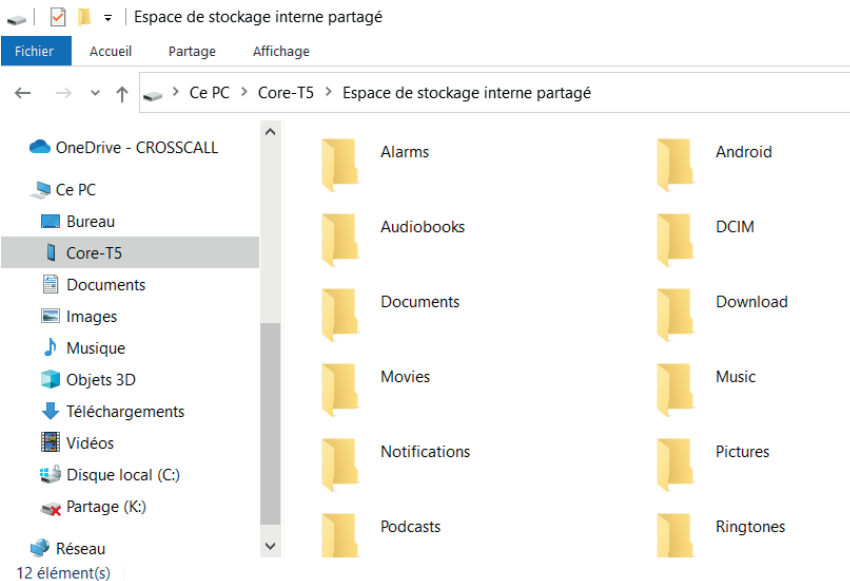 Espace de stockage interne partagé
Fichier Accueil Partage Affichage
Ce PC > Core-T5 > Espace de stockage interne partagé
OneDrive - CROSSCALL
Ce PC
Bureau
Core-T5
Documents
Images
Musique
Objets 3D
Téléchargements
Vidéos
Disque local (C:)
Partage (K:)
Réseau
Alarms Android
Audiobooks DCIM
Documents Download
Movies Music
Notifications Pictures
Podcasts Ringtones
12 élément(s)